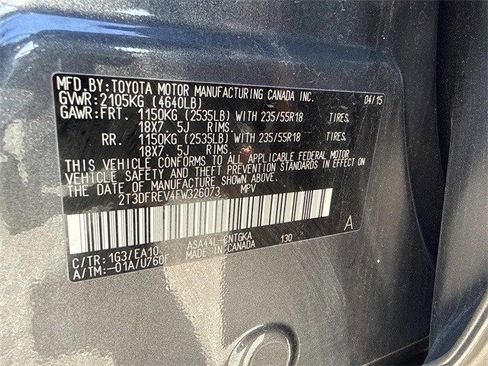 MFD.BY:TOYOTA MOTOR MANUFACTURING CANADA INC. 04/15
GVWR:2105KG (4640LB)
GAWR:FRT. 1150KG (2535LB) WITH 235/55R18 TIRES.
18X7. 5J RIMS.
RR. 1150KG (2535LB) WITH 235/55R18 TIRES.
18X7. 5J RIMS.
THIS VEHICLE CONFORMS TO ALL APPLICABLE FEDERAL MOTOR
VEHICLE SAFETY AND THEFT PREVENTION STANDARDS IN EFFECT ON
THE DATE OF MANUFACTURE SHOWN ABOVE.
2T3DFREV4FW326073 MPV
A
ASA44L-CNTGKA 130
C/TR:1G3/EA10 MADE IN CANADA
A/TM:-01A/U760F